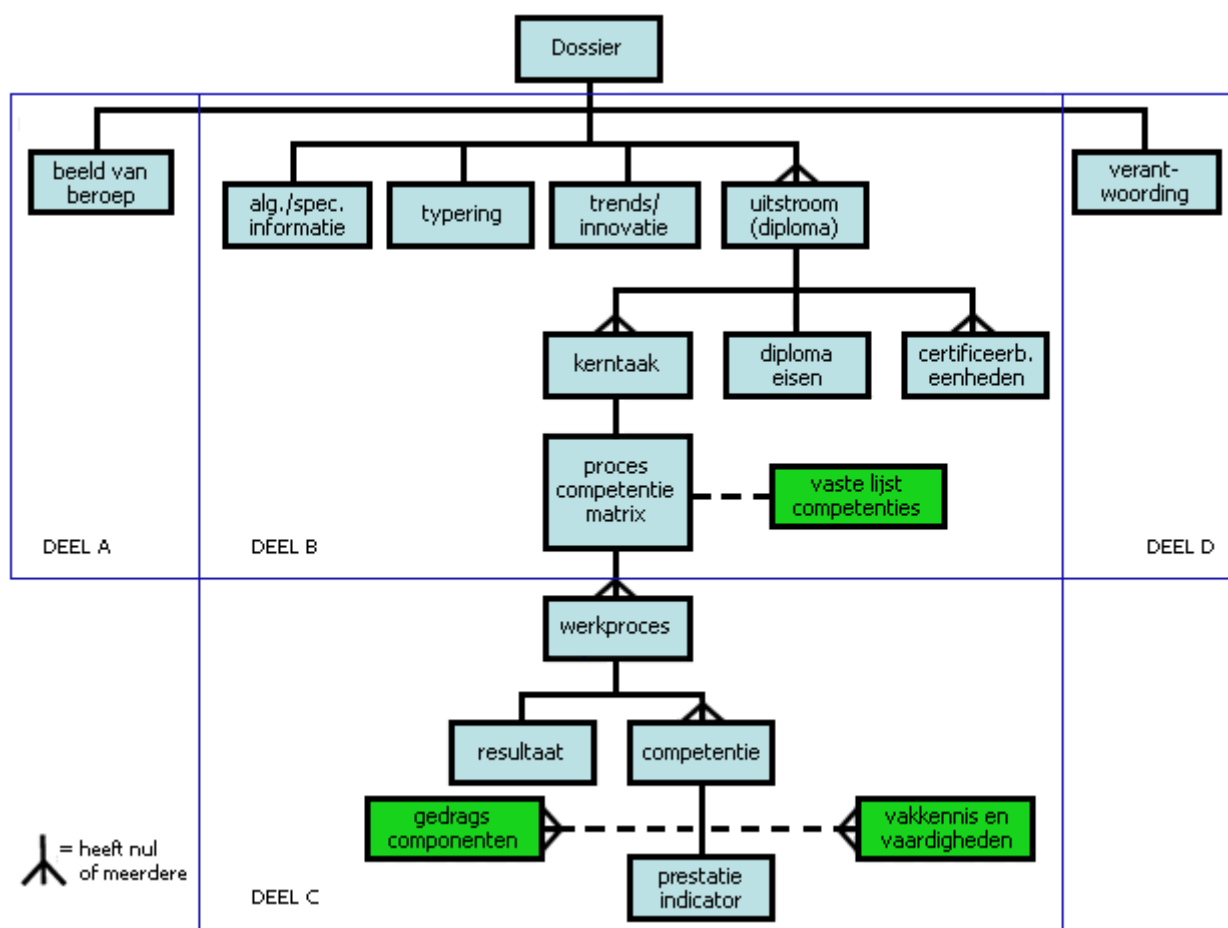 Dossier
beeld van
beroep
alg./spec.
informatie
typering
trends/
innovatie
uitstroom
(diploma)
verant-
woording
kerntaak
diploma
eisen
certificeerb.
eenheden
proces
competentie
matrix
vaste lijst
competenties
DEEL A
DEEL B
DEEL D
werkproces
resultaat
competentie
gedrags
componenten
vakkennis en
vaardigheden
prestatie
indicator
= heeft nul
of meerdere
DEEL C